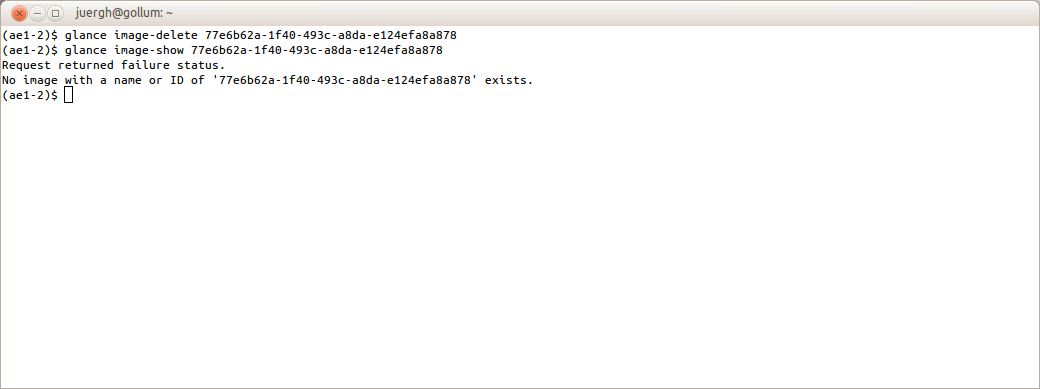 juergh@gollum: ~
(ae1-2)$ glance image-delete 77e6b62a-1f40-493c-a8da-e124efa8a878
(ae1-2)$ glance image-show 77e6b62a-1f40-493c-a8da-e124efa8a878
Request returned failure status.
No image with a name or ID of '77e6b62a-1f40-493c-a8da-e124efa8a878' exists.
(ae1-2)$